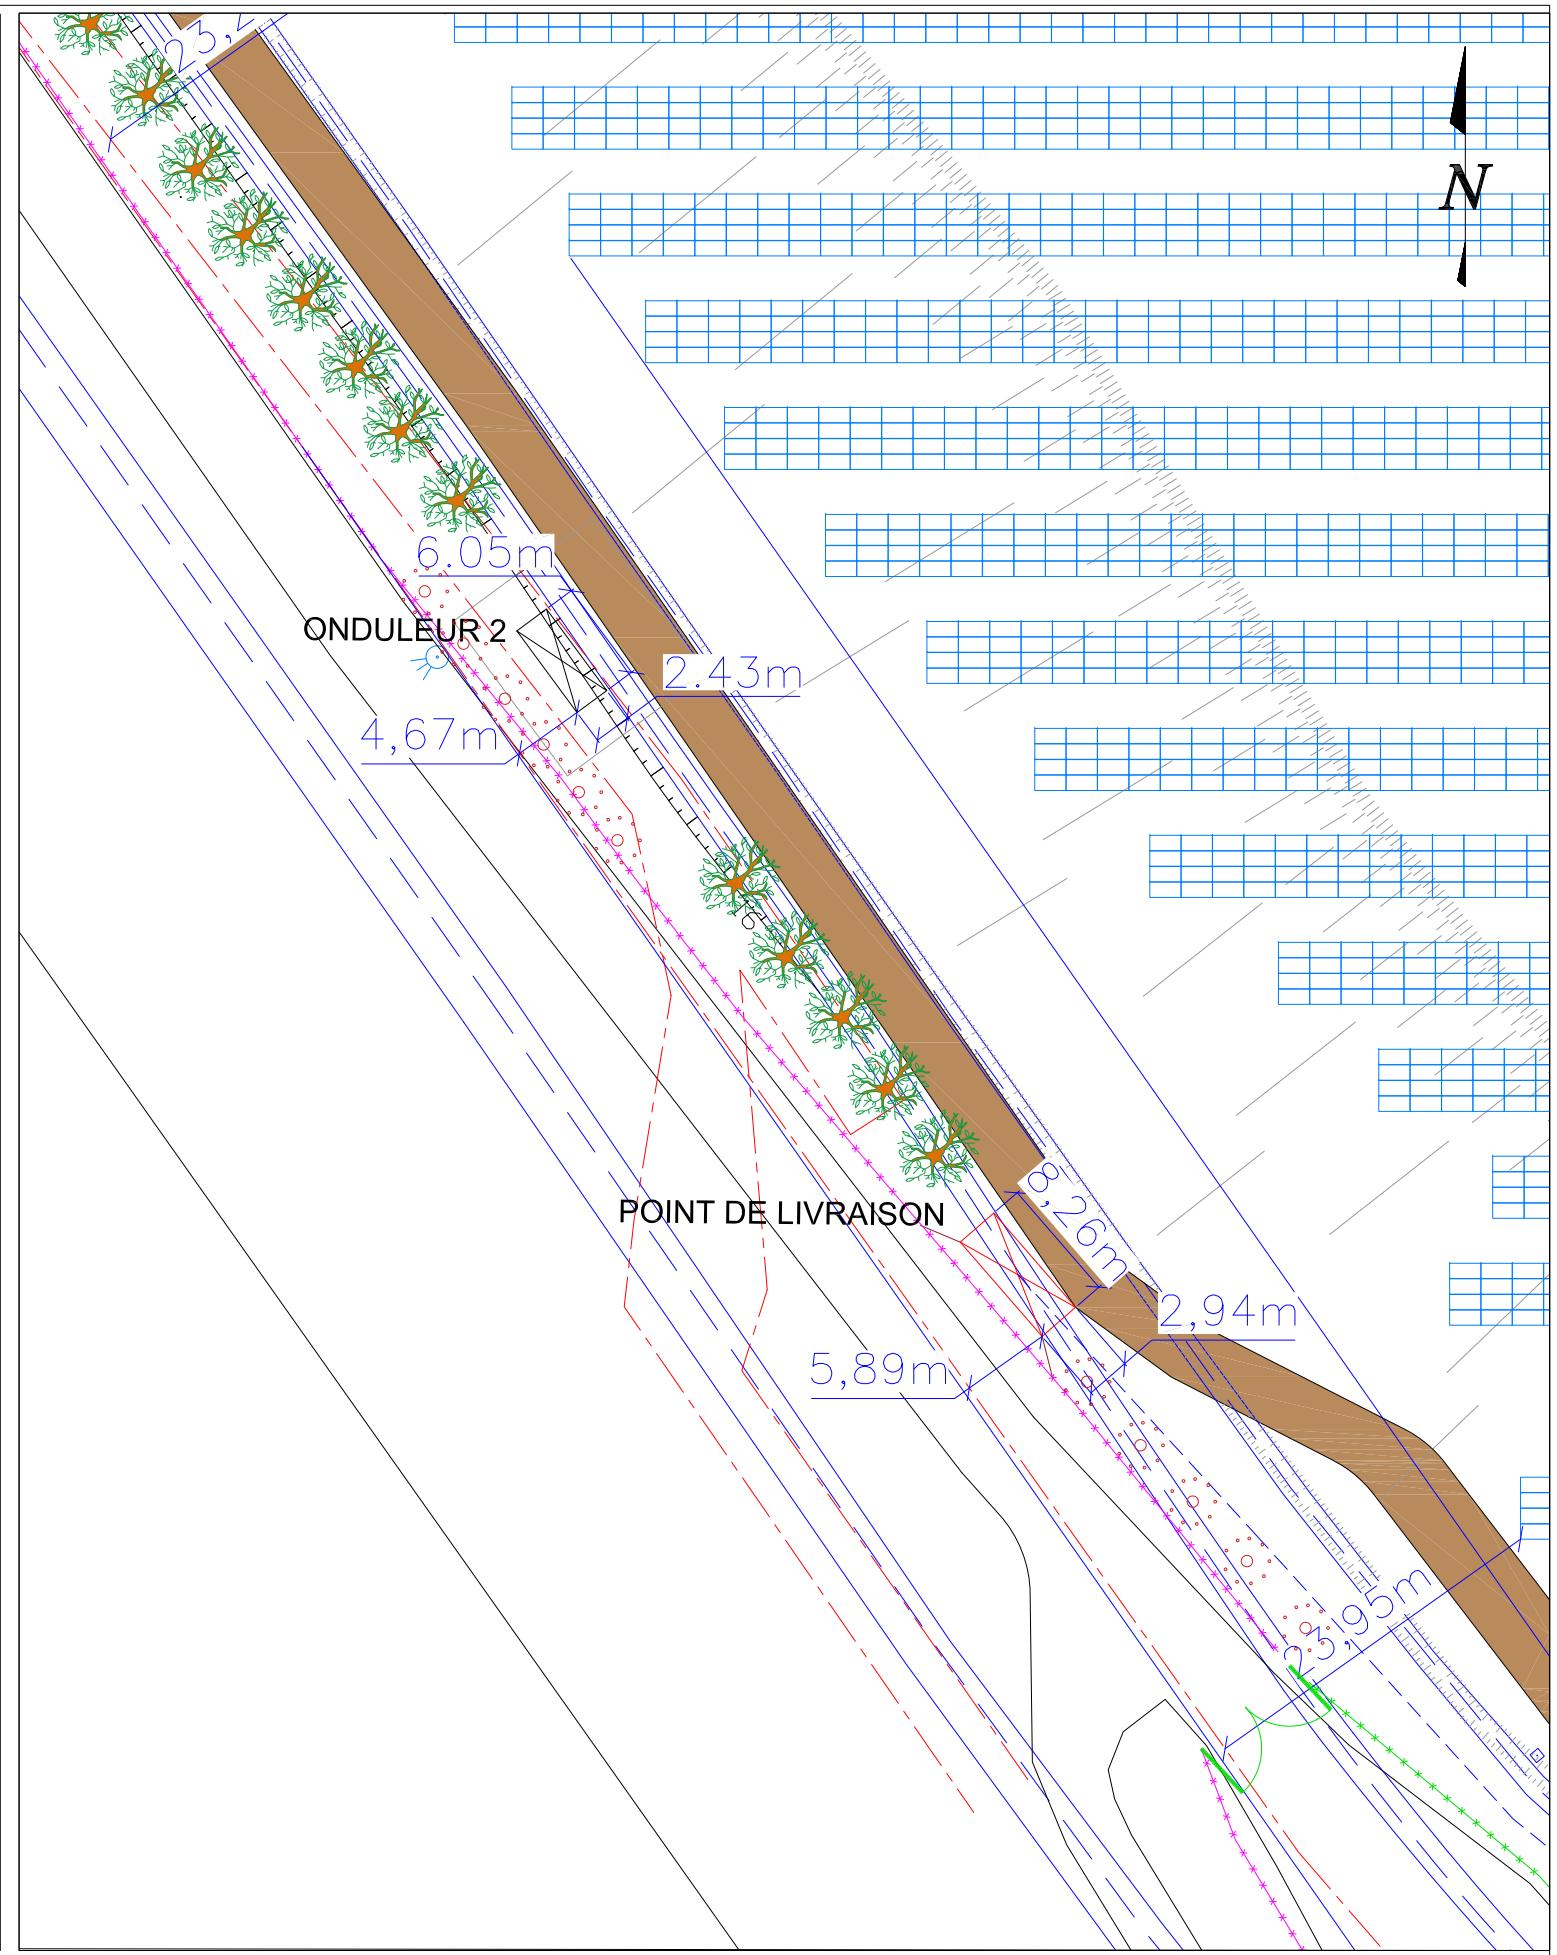 N
6.05m
ONDULEUR 2
2.43m
4,67m
POINT DE LIVRAISON
8,26m
2,94m
5,89m
23,95m